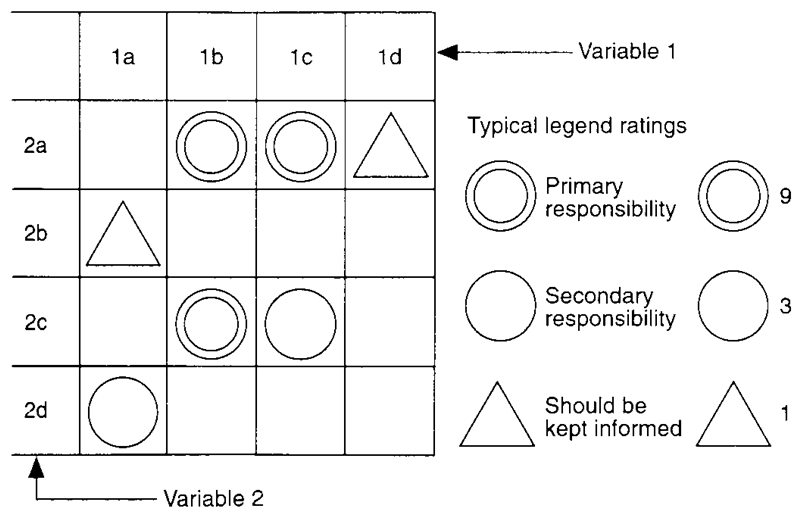 1a 1b 1c 1d
Variable 1
2a
2b
2c
2d
Variable 2
Typical legend ratings
Primary
responsibility
9
Secondary
responsibility
3
Should be
kept informed
1